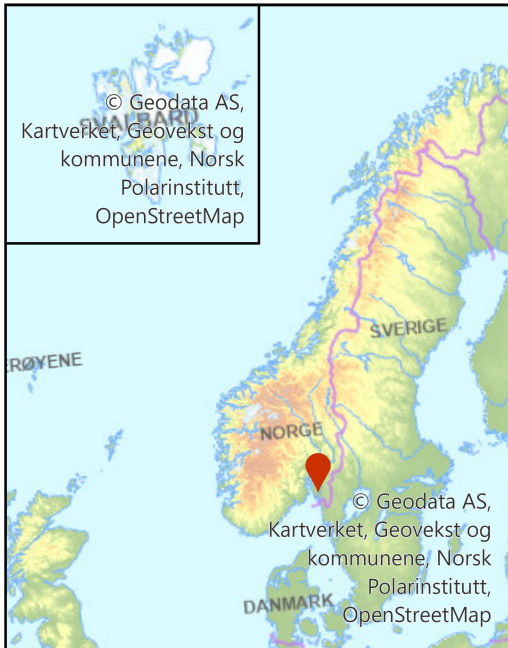 © Geodata AS,
SVALBARD
Kartverket, Geovekst og
kommunene, Norsk
Polarinstitutt,
OpenStreetMap
SVERIGE
ERØYENE
NORGE
© Geodata AS,
Kartverket, Geovekst og
kommunene, Norsk
Polarinstitutt,
DANMARK
OpenStreetMap